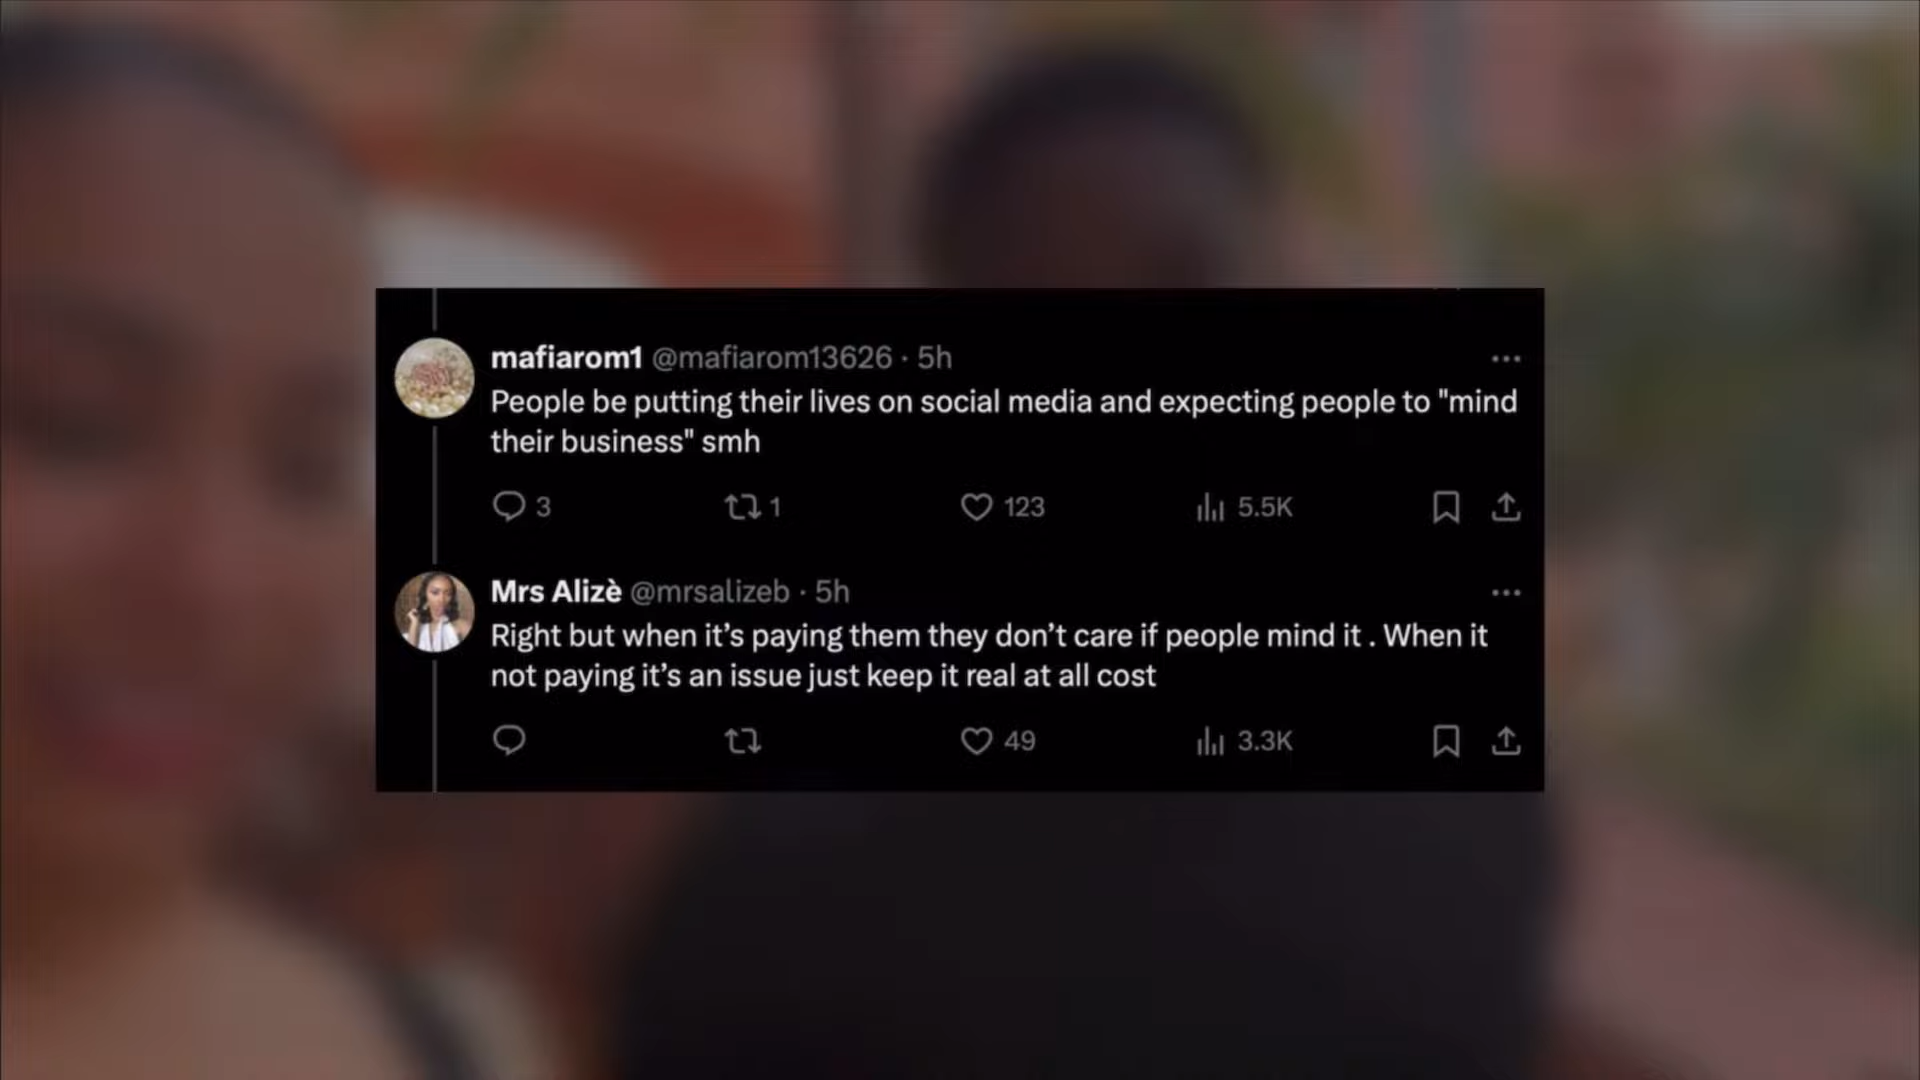 mafiarom1 @mafiarom13626 · 5h
People be putting their lives on social media and expecting people to "mind
their business" smh
3 1 123 5.5K
Mrs Alizè @mrsalizeb · 5h
Right but when it’s paying them they don’t care if people mind it . When it
not paying it’s an issue just keep it real at all cost
49 3.3K